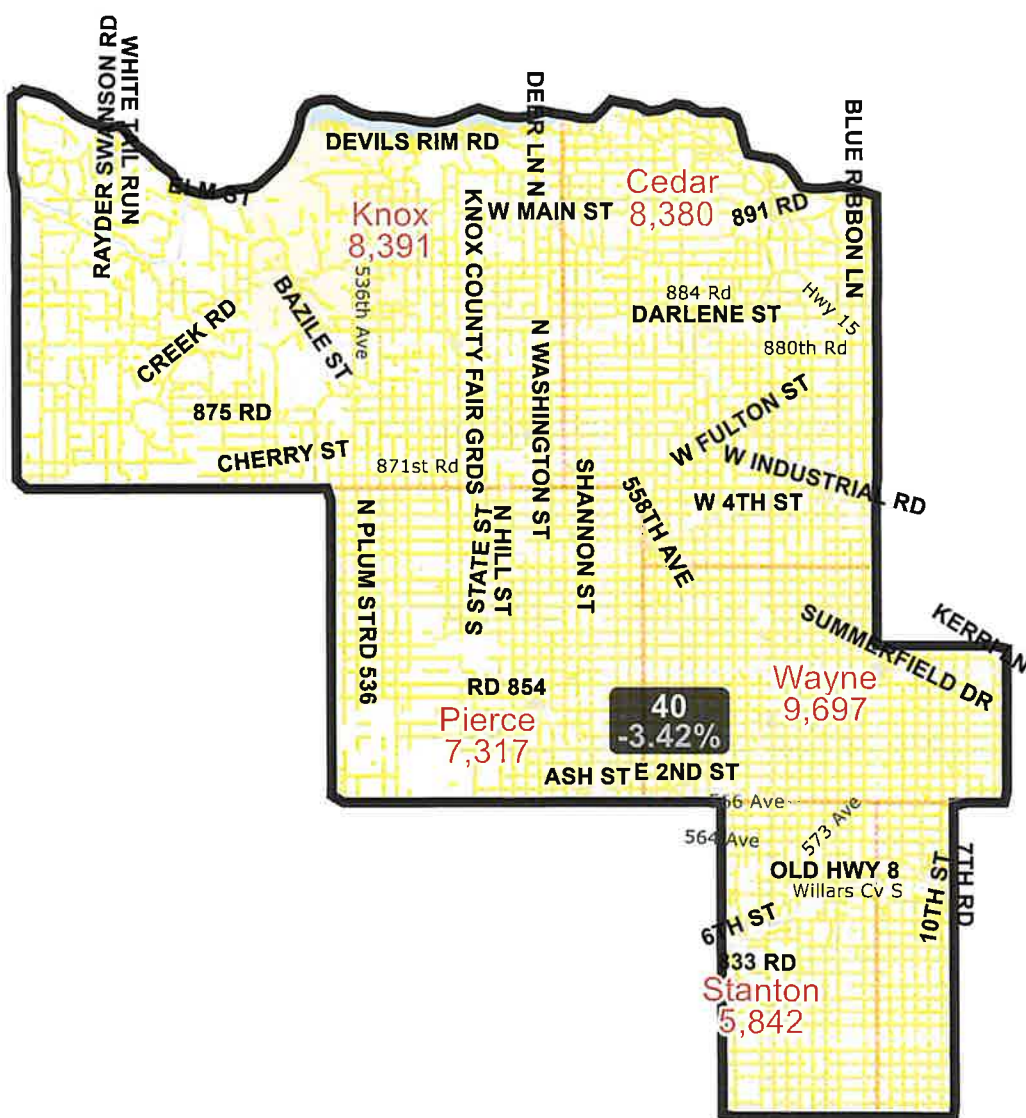 RAYDER SWANSON RD
WHITE TAIL RUN
DEER LN N
BLUE RIBBON LN
DEVILS RIM RD
ELM ST
Knox
8,391
KNOX COUNTY FAIR GRDS
W MAIN ST
Cedar
8,380
891 RD
536th Ave
BAZILE ST
CREEK RD
884 Rd
DARLENE ST
Hwy 15
880th Rd
N WASHINGTON ST
875 RD
CHERRY ST
871st Rd
W FULTON ST
W INDUSTRIAL RD
W 4TH ST
558TH AVE
SHANNON ST
N HILL ST
S STATE ST
N PLUM STRD 536
SUMMERFIELD DR
RD 854
Pierce
7,317
40
-3.42%
Wayne
9,697
ASH ST
E 2ND ST
566 Ave
564 Ave
573 Ave
OLD HWY 8
Willars Cv S
10TH ST
7TH RD
6TH ST
833 RD
Stanton
5,842